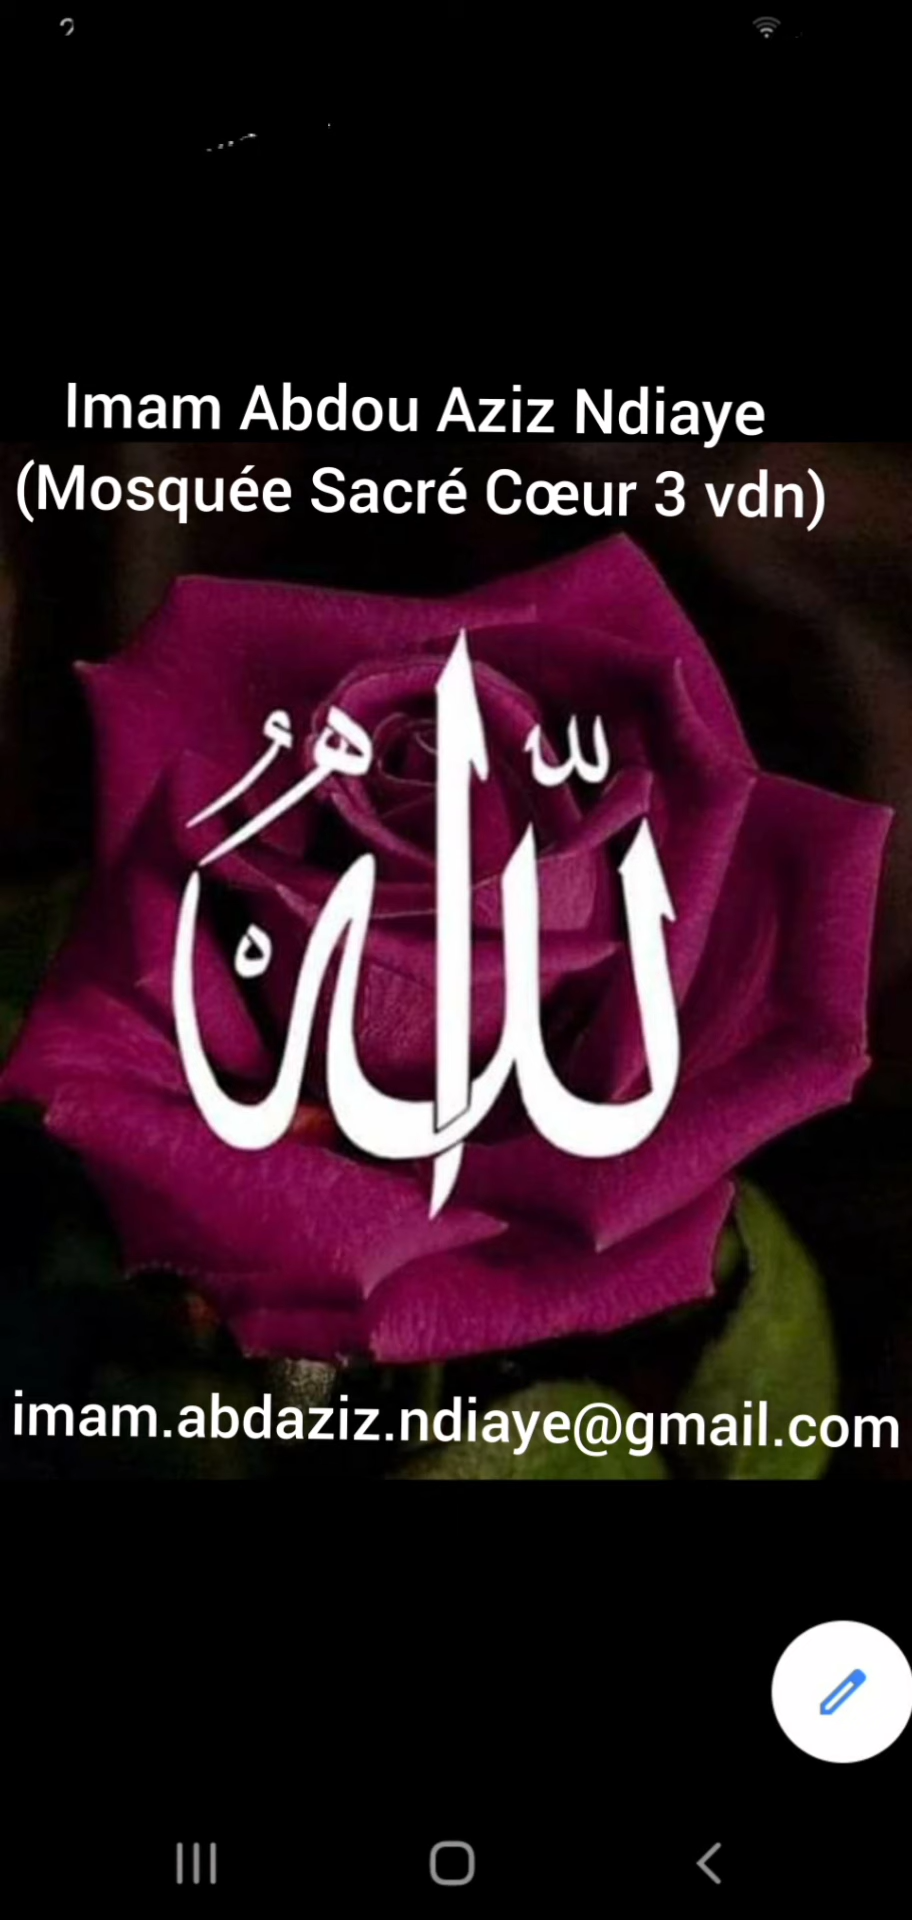 Imam Abdou Aziz Ndiaye
(Mosquée Sacré Cœur 3 vdn)
الله
imam.abdaziz.ndiaye@gmail.com